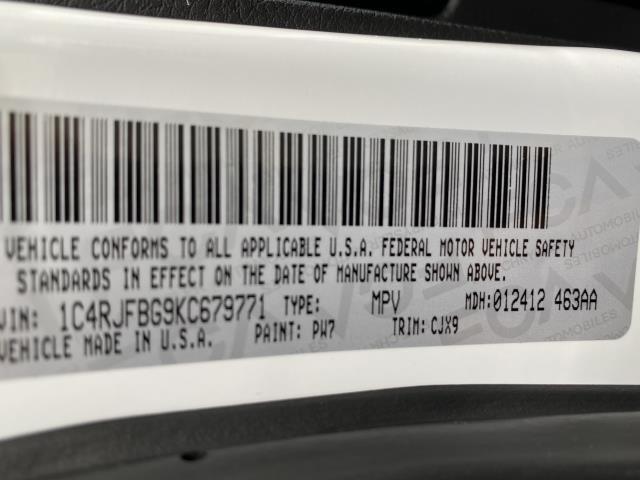 VEHICLE CONFORMS TO ALL APPLICABLE U.S.A. FEDERAL MOTOR VEHICLE SAFETY
STANDARDS IN EFFECT ON THE DATE OF MANUFACTURE SHOWN ABOVE.
VIN: 1C4RJFBG9KC679771 TYPE: MPV MDH:012412 463AA
VEHICLE MADE IN U.S.A. PAINT: PW7 TRIM: CJX9